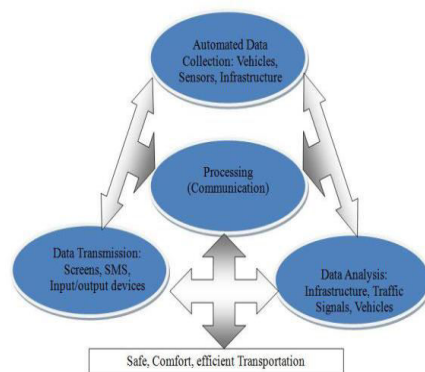 Automated Data
Collection: Vehicles,
Sensors, Infrastructure
Processing
(Communication)
Data Transmission:
Screens, SMS,
Input/output devices
Data Analysis:
Infrastructure, Traffic
Signals, Vehicles
Safe, Comfort, efficient Transportation